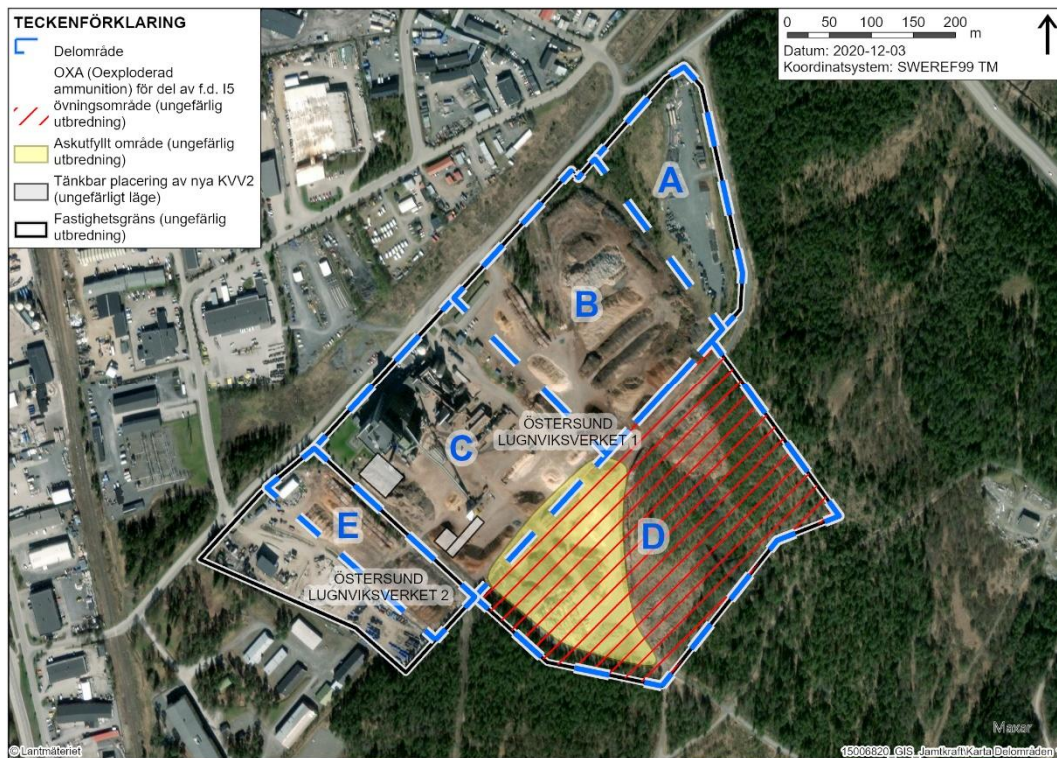 TECKENFÖRKLARING
Delområde
OXA (Oexploderad
ammunition) för del av f.d. I5
övningsområde (ungefärlig
utbredning)
Askutfyllt område (ungefärlig
utbredning)
Tänkbar placering av nya KVV2
(ungefärligt läge)
Fastighetsgräns (ungefärlig
utbredning)
0 50 100 150 200
m
Datum: 2020-12-03
Koordinatsystem: SWEREF99 TM
A
B
ÖSTERSUND
LUGNVIKSVERKET 1
C
D
E
ÖSTERSUND
LUGNVIKSVERKET 2
Maxar
© Lantmäteriet
15006820_GIS_Jamtkraft\Karta Delområden